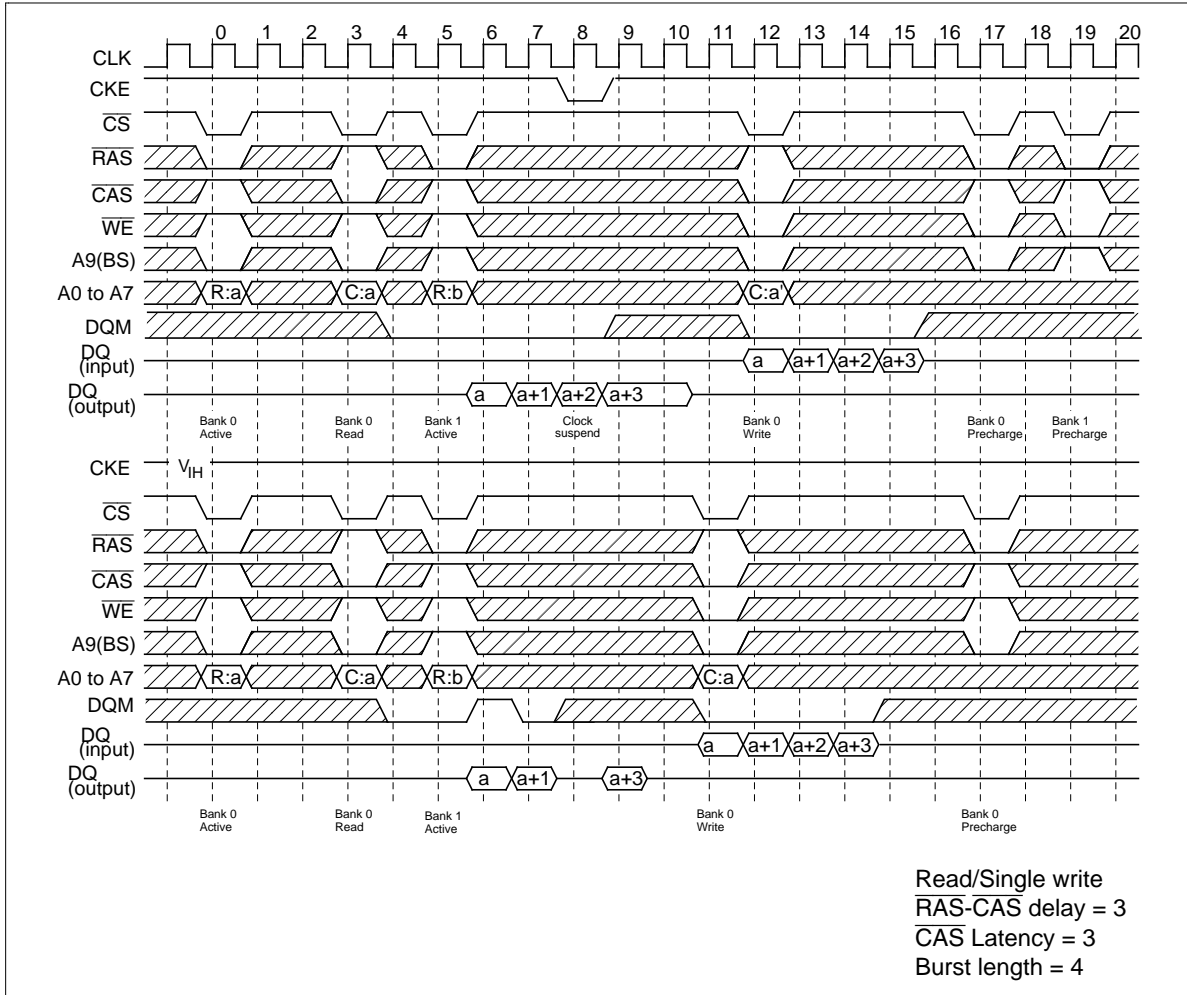 0 1 2 3 4 5 6 7 8 9 10 11 12 13 14 15 16 17 18 19 20
CLK
CKE
CS
RAS
CAS
WE
A9(BS)
A0 to A7 R:a C:a R:b C:a'
DQM
DQ (input) a a+1 a+2 a+3
DQ (output) a a+1 a+2 a+3
Bank 0 Active Bank 0 Read Bank 1 Active Clock suspend Bank 0 Write Bank 0 Precharge Bank 1 Precharge
CKE VIH
CS
RAS
CAS
WE
A9(BS)
A0 to A7 R:a C:a R:b C:a
DQM
DQ (input) a a+1 a+2 a+3
DQ (output) a a+1 a+3
Bank 0 Active Bank 0 Read Bank 1 Active Bank 0 Write Bank 0 Precharge
Read/Single write
RAS-CAS delay = 3
CAS Latency = 3
Burst length = 4